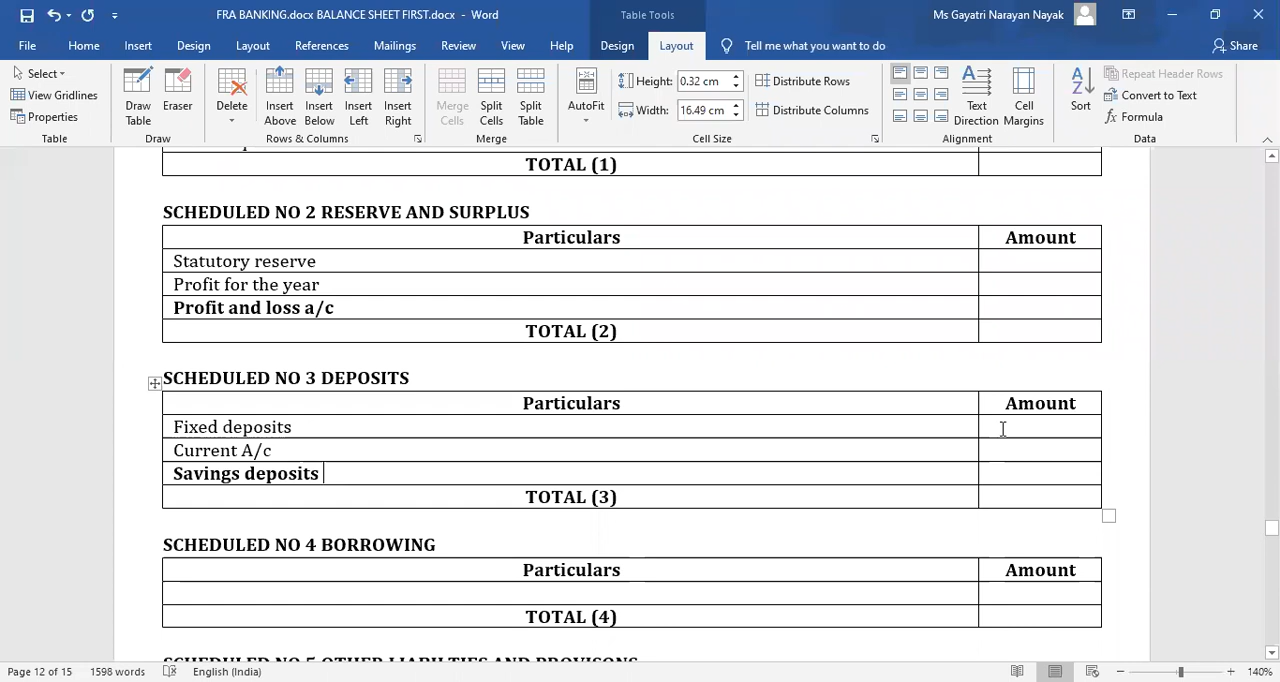 FRA BANKING.docx BALANCE SHEET FIRST.docx - Word
Table Tools
Ms Gayatri Narayan Nayak
File Home Insert Design Layout References Mailings Review View Help Design Layout Tell me what you want to do Share
Select
View Gridlines
Properties
Table
Draw Table
Eraser
Draw
Delete
Insert Above
Insert Below
Insert Left
Insert Right
Rows & Columns
Merge Cells
Split Cells
Split Table
Merge
AutoFit
Height: 0.32 cm
Width: 16.49 cm
Distribute Rows
Distribute Columns
Cell Size
Text Direction
Cell Margins
Alignment
Sort
Repeat Header Rows
Convert to Text
Formula
Data
TOTAL (1)
SCHEDULED NO 2 RESERVE AND SURPLUS
Particulars Amount
Statutory reserve
Profit for the year
Profit and loss a/c
TOTAL (2)
SCHEDULED NO 3 DEPOSITS
Particulars Amount
Fixed deposits
Current A/c
Savings deposits
TOTAL (3)
SCHEDULED NO 4 BORROWING
Particulars Amount
TOTAL (4)
SCHEDULED NO 5 OTHER LIABILTIES AND PROVISONS
Page 12 of 15 1598 words English (India) 140%